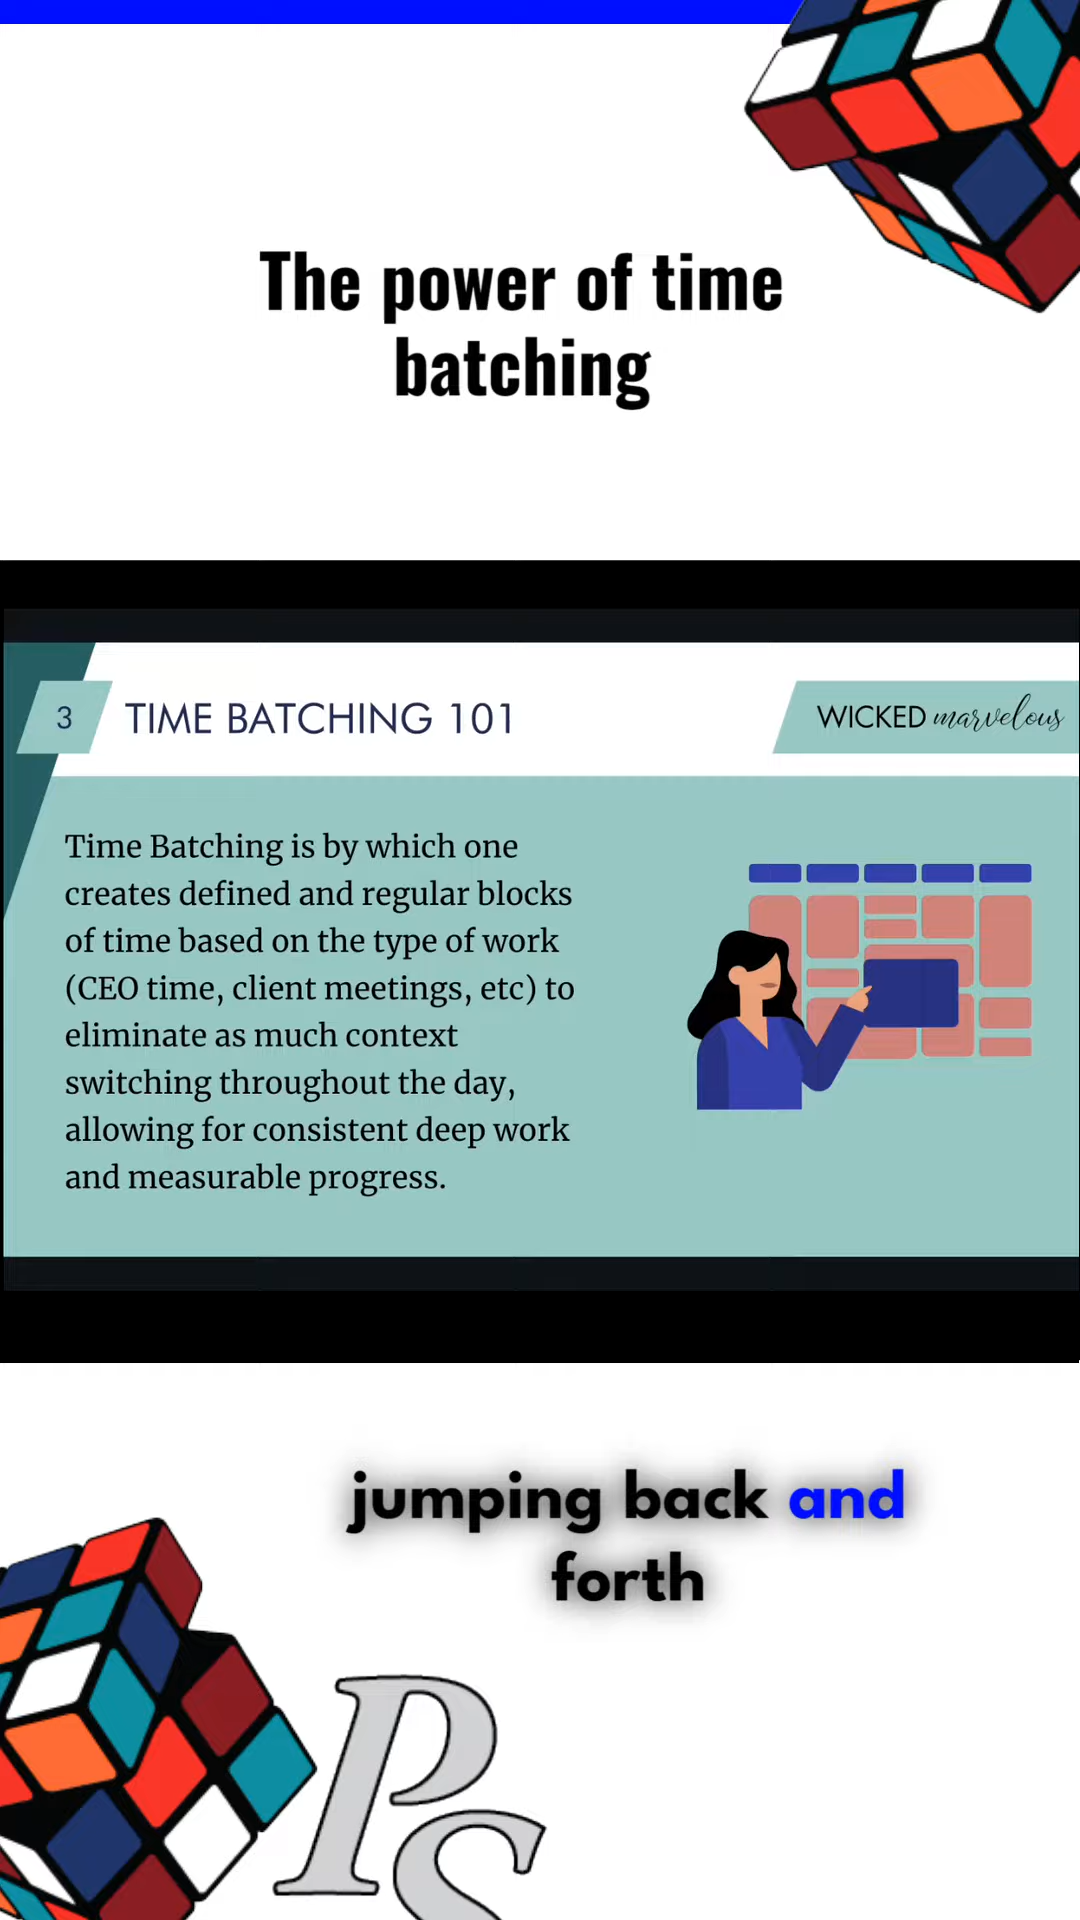 The power of time
batching
3
TIME BATCHING 101
WICKED marvelous
Time Batching is by which one
creates defined and regular blocks
of time based on the type of work
(CEO time, client meetings, etc) to
eliminate as much context
switching throughout the day,
allowing for consistent deep work
and measurable progress.
jumping back and
forth
PS